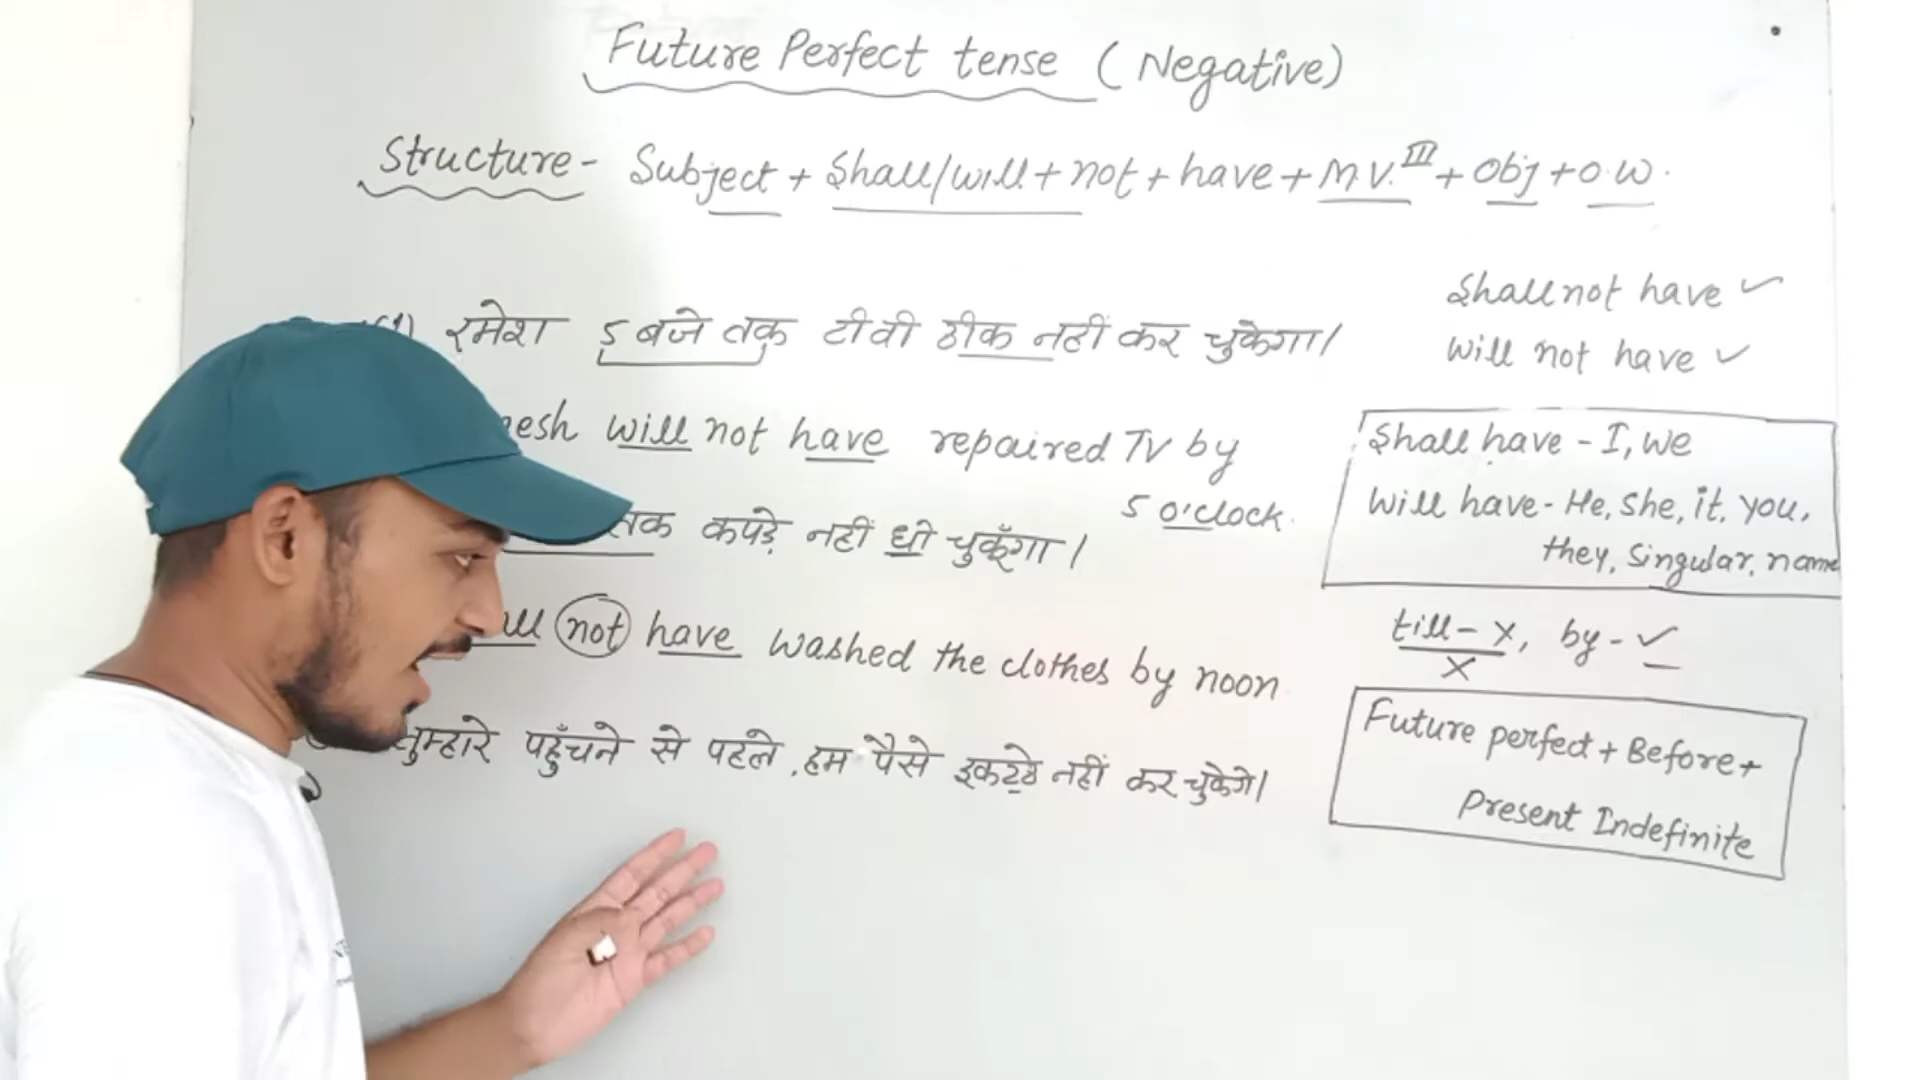 Future Perfect tense (Negative)
Structure- Subject + Shall/will + not + have + M.V.III + Obj + O.W.
Shall not have ✓
will not have ✓
रमेश 5 बजे तक टीवी ठीक नहीं कर चुकेगा।
esh will not have repaired TV by
5 o'clock.
Shall have - I, we
will have - He, she, it, you,
they, singular, name
तक कपड़े नहीं धो चुकूँगा।
not have washed the clothes by noon
till - x, by - ✓
x
तुम्हारे पहुँचने से पहले, हम पैसे इकट्ठे नहीं कर चुकेगे।
Future perfect + Before +
Present Indefinite